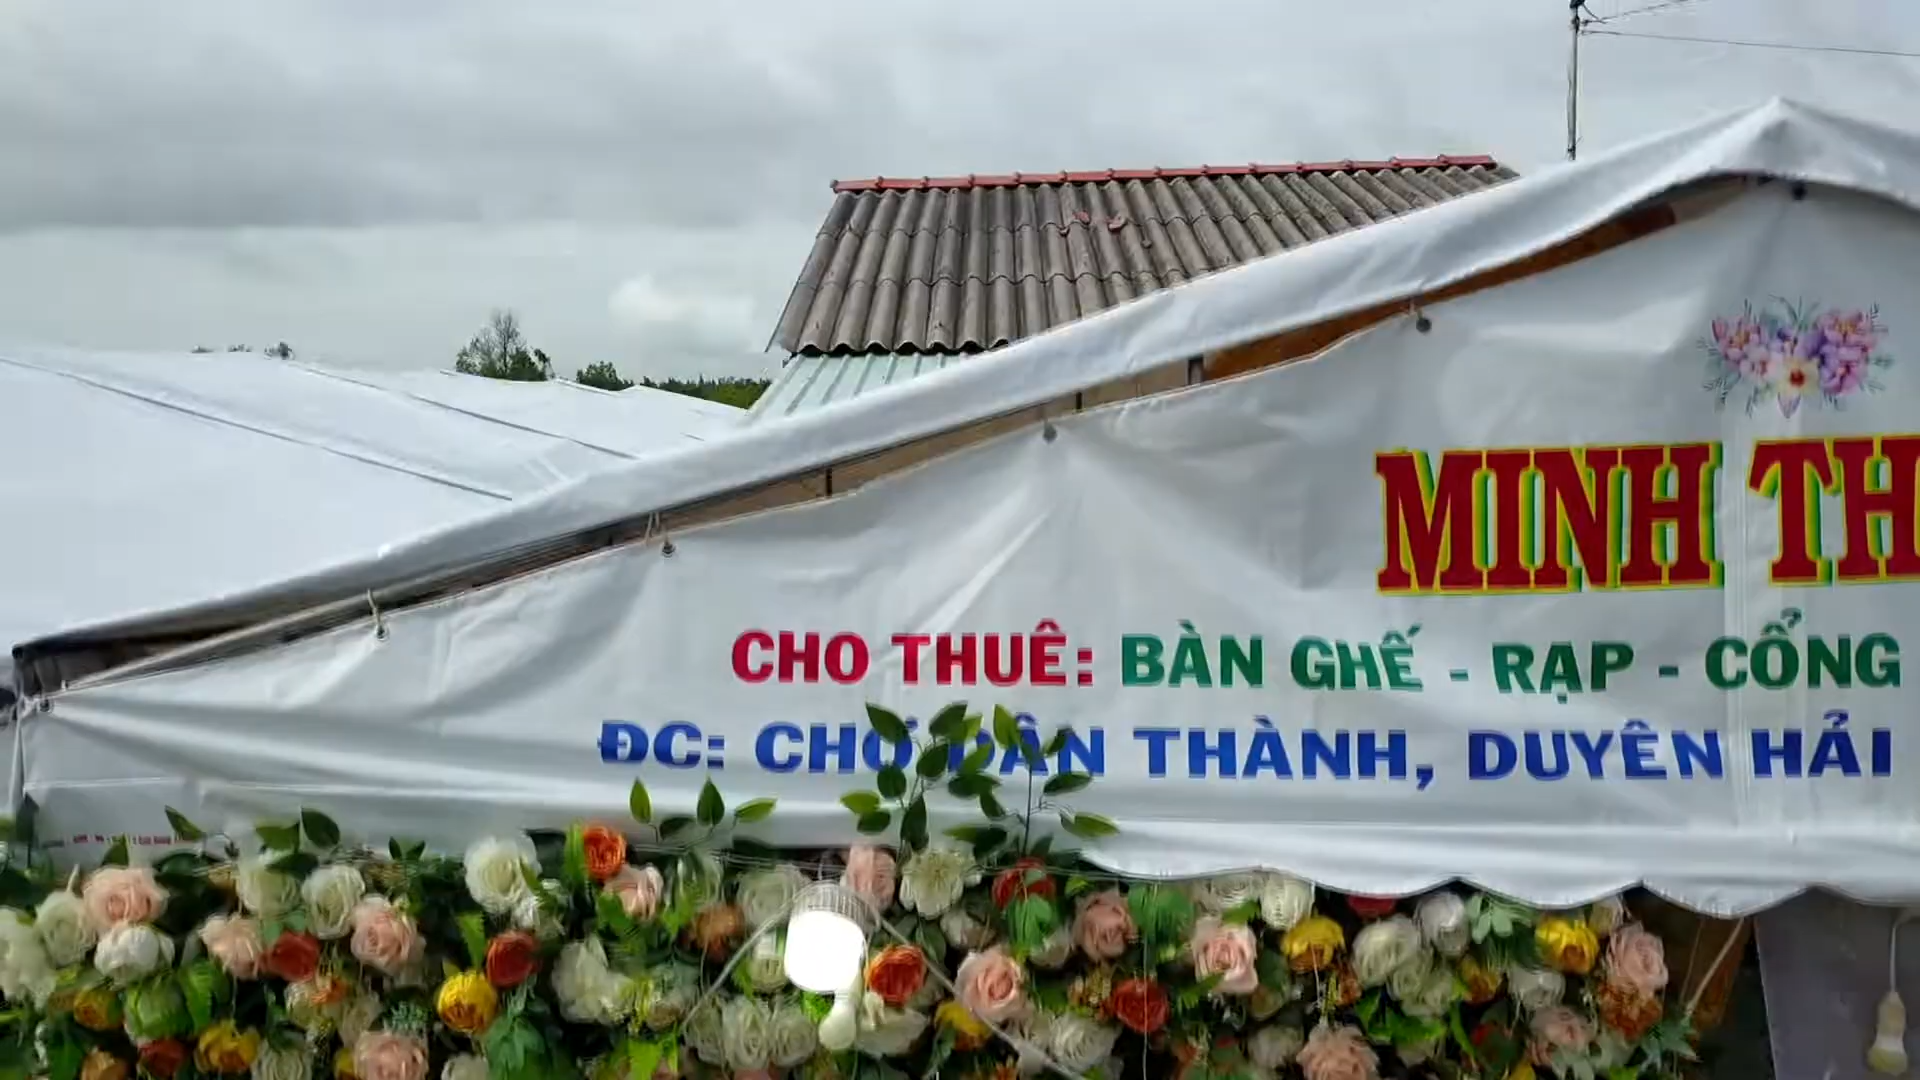 MINH TH
CHO THUÊ: BÀN GHẾ - RẠP - CỔNG
ĐC: CHỢ DÂN THÀNH, DUYÊN HẢI